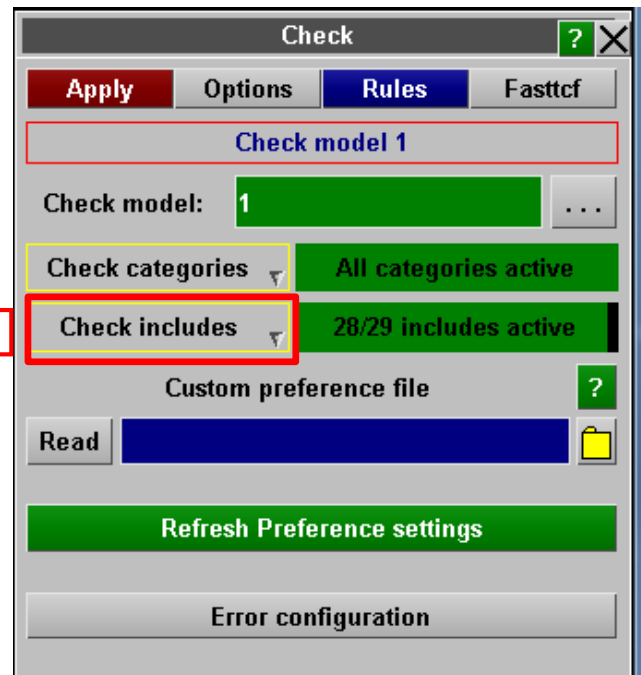 Check ? X
Apply Options Rules Fasttcf
Check model 1
Check model: 1 ...
Check categories All categories active
Check includes 28/29 includes active
Custom preference file ?
Read
Refresh Preference settings
Error configuration